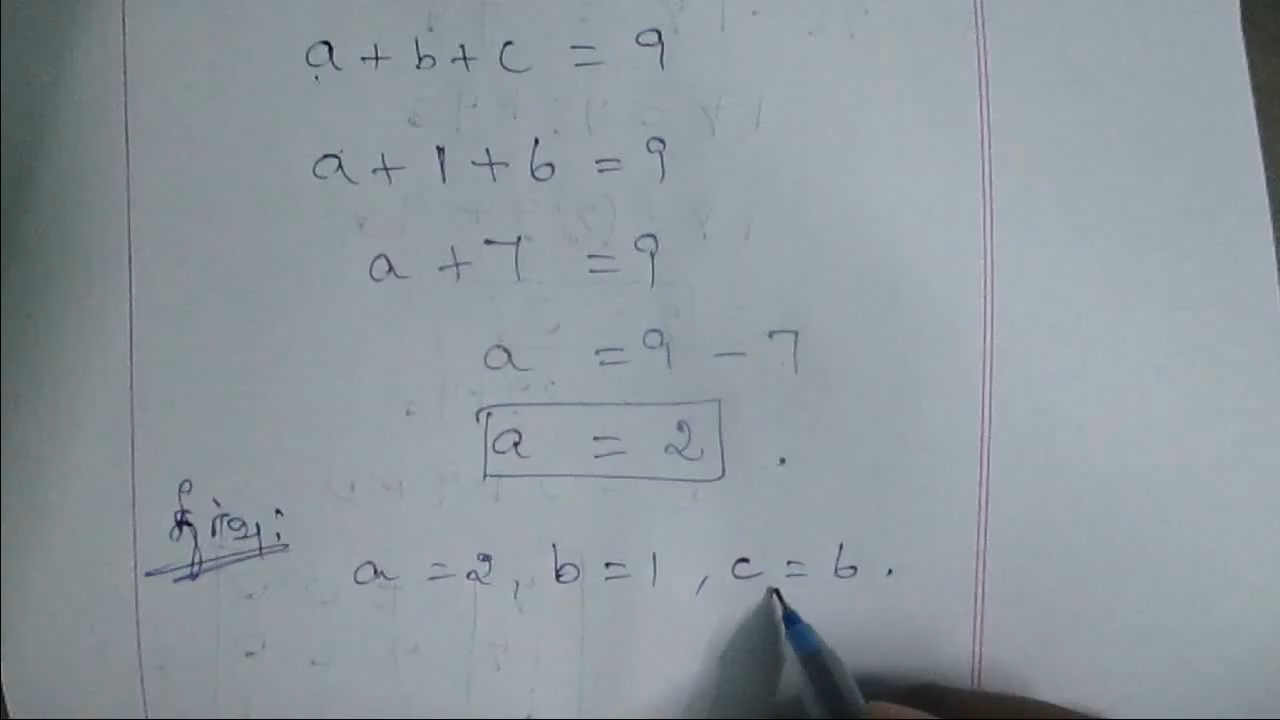 a + b + c = 9
a + 1 + 6 = 9
a + 7 = 9
a = 9 - 7
a = 2 .
தீர்வு:
a = 2, b = 1, c = 6.